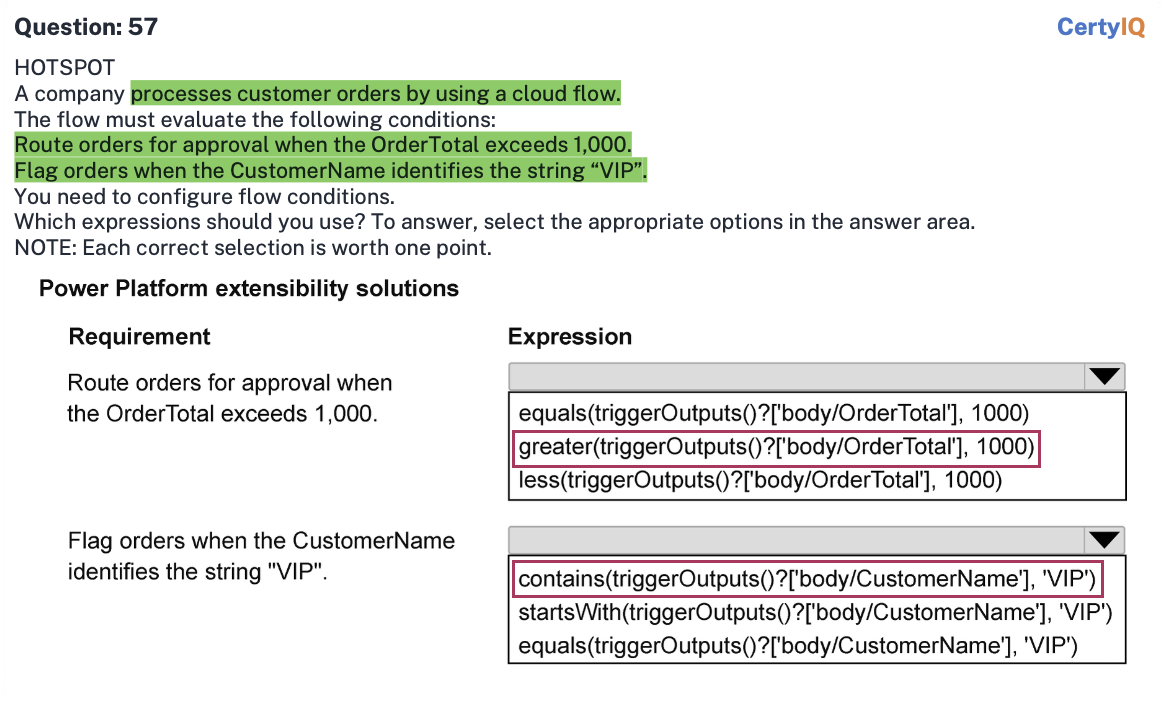 Question: 57
CertyIQ
HOTSPOT
A company processes customer orders by using a cloud flow.
The flow must evaluate the following conditions:
Route orders for approval when the OrderTotal exceeds 1,000.
Flag orders when the CustomerName identifies the string “VIP”.
You need to configure flow conditions.
Which expressions should you use? To answer, select the appropriate options in the answer area.
NOTE: Each correct selection is worth one point.
Power Platform extensibility solutions
Requirement
Expression
Route orders for approval when
the OrderTotal exceeds 1,000.
equals(triggerOutputs()?['body/OrderTotal'], 1000)
greater(triggerOutputs()?['body/OrderTotal'], 1000)
less(triggerOutputs()?['body/OrderTotal'], 1000)
Flag orders when the CustomerName
identifies the string "VIP".
contains(triggerOutputs()?['body/CustomerName'], 'VIP')
startsWith(triggerOutputs()?['body/CustomerName'], 'VIP')
equals(triggerOutputs()?['body/CustomerName'], 'VIP')